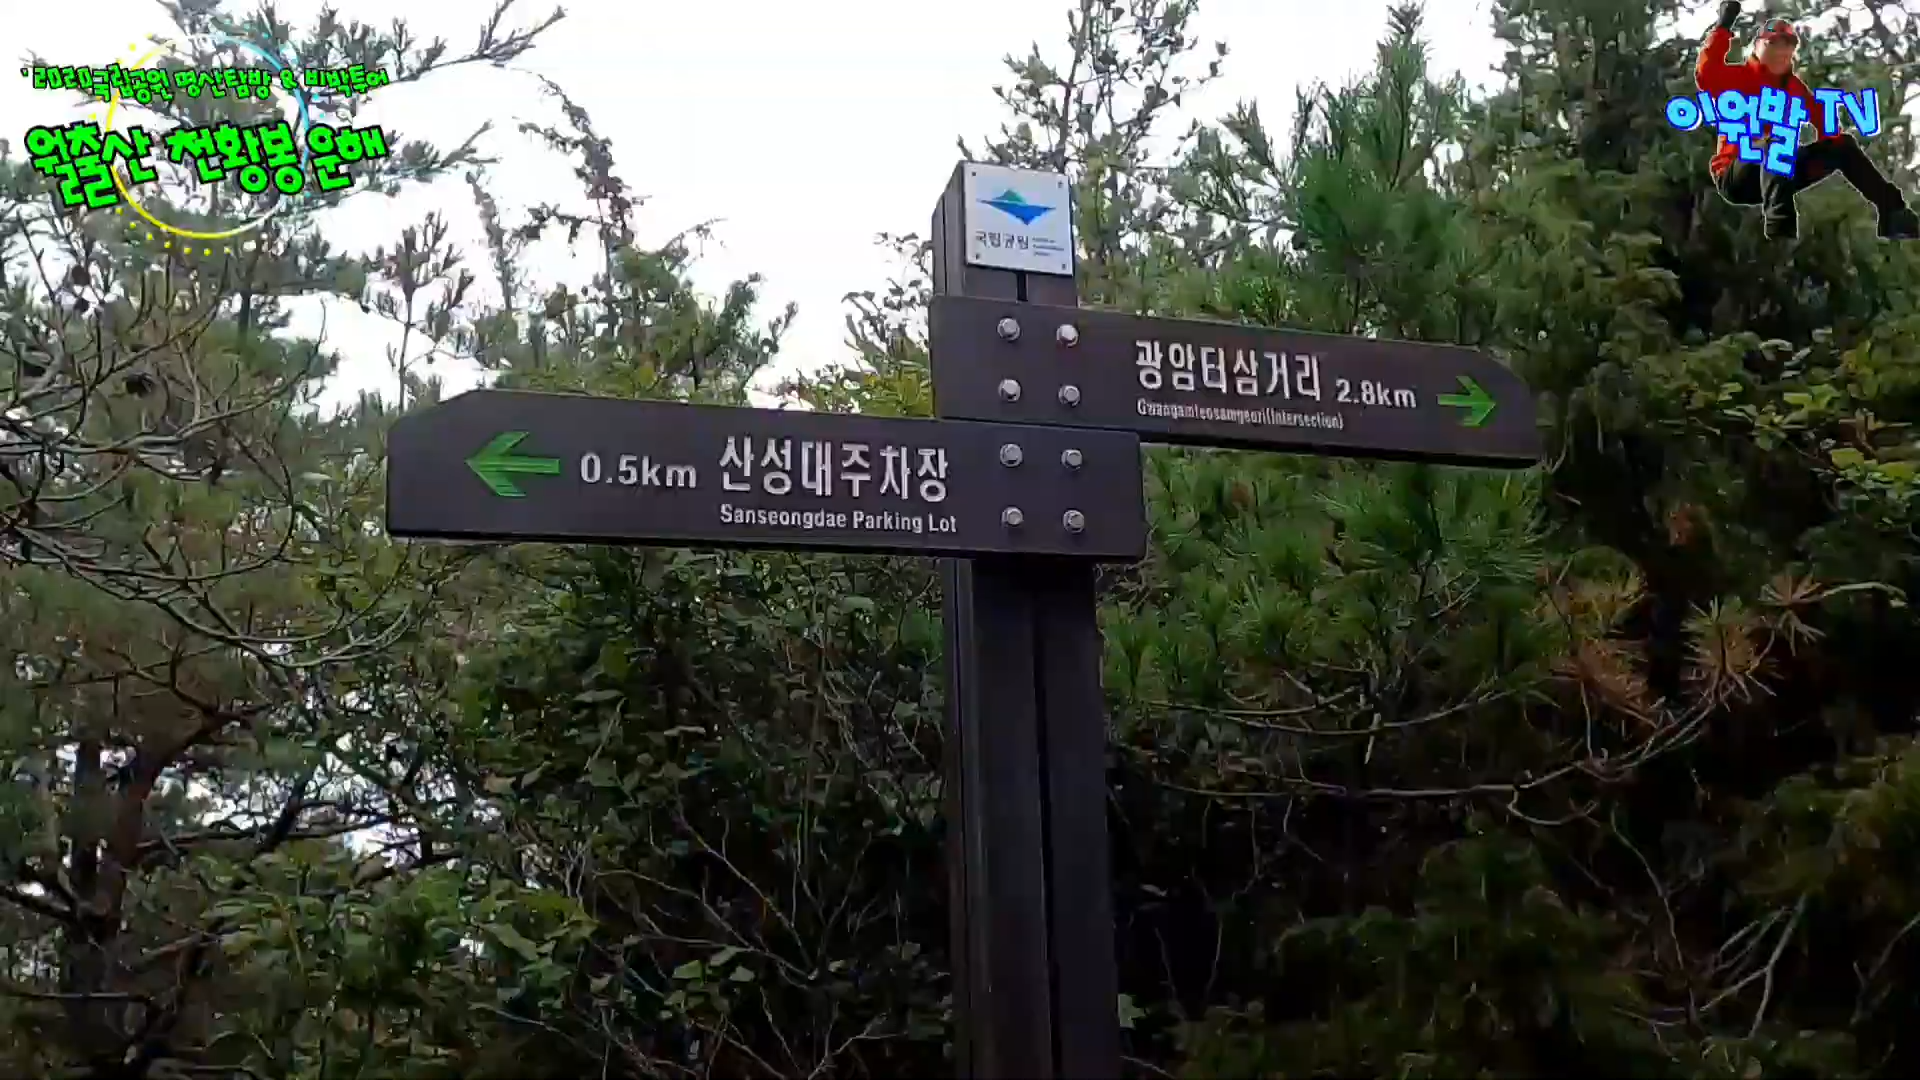 '2020국립공원 명산탐방 & 비박투어
월출산 천황봉 운해
이원발 TV
국립공원
광암터삼거리 2.8km
Gwangamteosamgeori(Intersection)
0.5km 산성대주차장
Sanseongdae Parking Lot